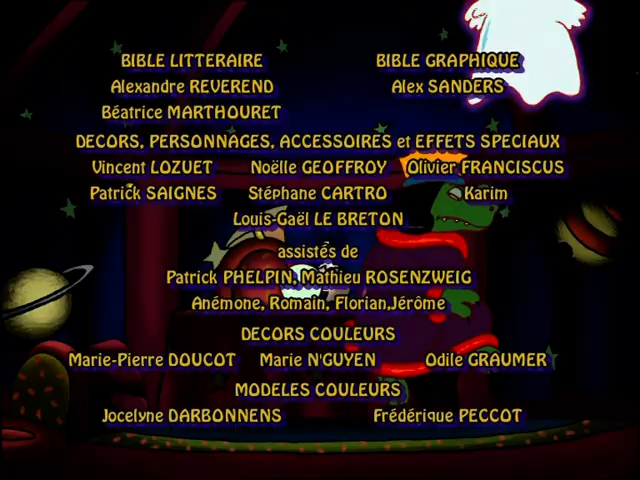 BIBLE LITTERAIRE BIBLE GRAPHIQUE
Alexandre REVEREND Alex SANDERS
Béatrice MARTHOURET
DECORS, PERSONNAGES, ACCESSOIRES et EFFETS SPECIAUX
Vincent LOZUET Noëlle GEOFFROY Olivier FRANCISCUS
Patrick SAIGNES Stéphane CARTRO Karim
Louis-Gaël LE BRETON
assistés de
Patrick PHELPIN, Mathieu ROSENZWEIG
Anémone, Romain, Florian,Jérôme
DECORS COULEURS
Marie-Pierre DOUCOT Marie N'GUYEN Odile GRAUMER
MODELES COULEURS
Jocelyne DARBONNENS Frédérique PECCOT